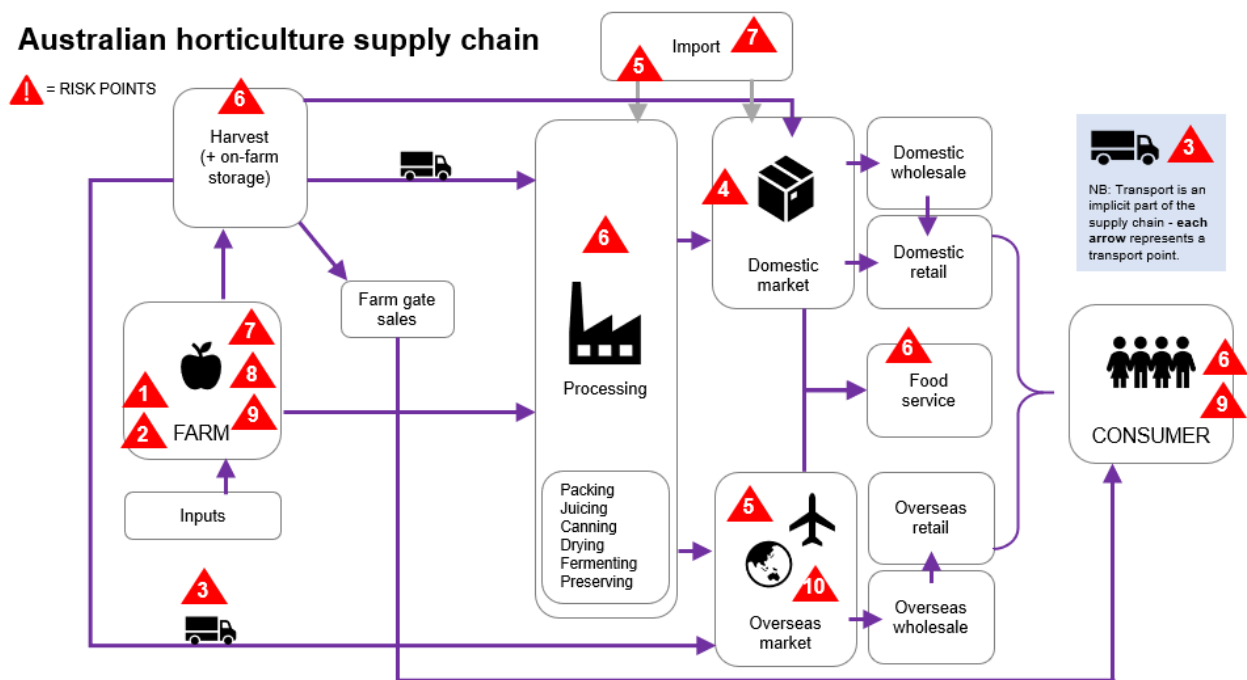 Australian horticulture supply chain
! = RISK POINTS
6
Harvest
(+ on-farm
storage)
Import
7
5
3
NB: Transport is an
implicit part of the
supply chain - each
arrow represents a
transport point.
4
Domestic
market
Domestic
wholesale
Domestic
retail
6
Processing
Farm gate
sales
7
8
9
1
2
FARM
Inputs
6
Food
service
6
9
CONSUMER
Packing
Juicing
Canning
Drying
Fermenting
Preserving
5
10
Overseas
market
Overseas
retail
Overseas
wholesale
3